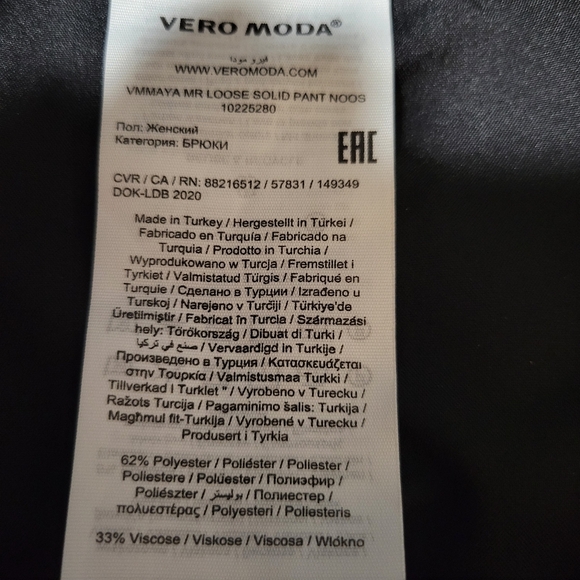 VERO MODA®
فيرو مودا
WWW.VEROMODA.COM
VMMAYA MR LOOSE SOLID PANT NOOS
10225280
Пол: Женский
Категория: БРЮКИ
EAC
CVR / CA / RN: 88216512 / 57831 / 149349
DOK-LDB 2020
Made in Turkey / Hergestellt in Türkei /
Fabricado en Turquía / Fabricado na
Turquia / Prodotto in Turchia /
Wyprodukowano w Turcja / Fremstillet i
Tyrkiet / Valmistatud Türgis / Fabriqué en
Turquie / Сделано в Турции / Izrađeno u
Turskoj / Narejeno v Turčiji / Türkiye'de
Üretilmiştir / Fabricat în Turcia / Származási
hely: Törökország / Dibuat di Turki /
صنع في تركيا / Vervaardigd in Turkije /
Произведено в Турция / Κατασκευάζεται
στην Τουρκία / Valmistusmaa Turkki /
Tillverkad i Turkiet " / Vyrobeno v Turecku /
Ražots Turcija / Pagaminimo šalis: Turkija /
Magħmul fit-Turkija / Vyrobené v Turecku /
Produsert i Tyrkia
62% Polyester / Poliéster / Poliester /
Poliestere / Polüester / Полиэфир /
Poliészter / بوليستر / Полиестер /
πολυεστέρας / Polyesteri / Poliesteris
33% Viscose / Viskose / Viscosa / Włókno